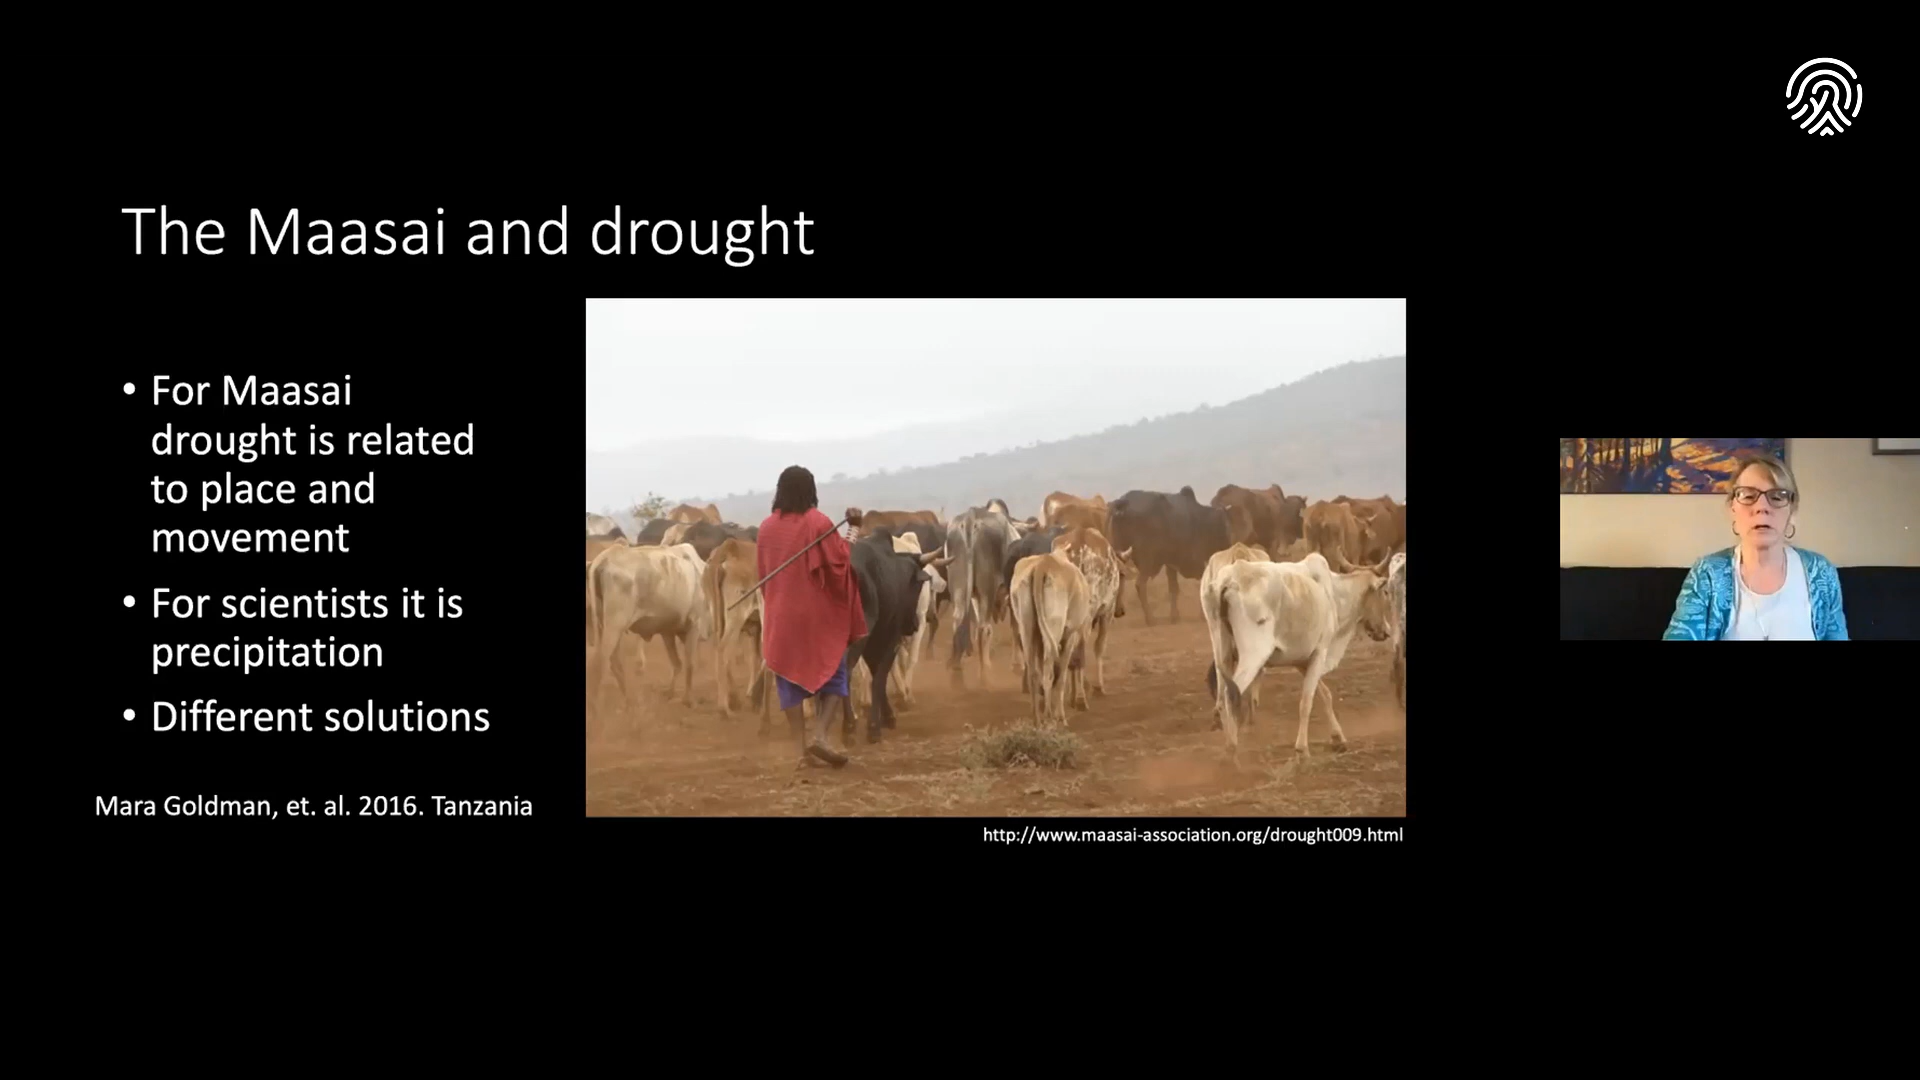 The Maasai and drought
• For Maasai
drought is related
to place and
movement
• For scientists it is
precipitation
• Different solutions
Mara Goldman, et. al. 2016. Tanzania
http://www.maasai-association.org/drought009.html